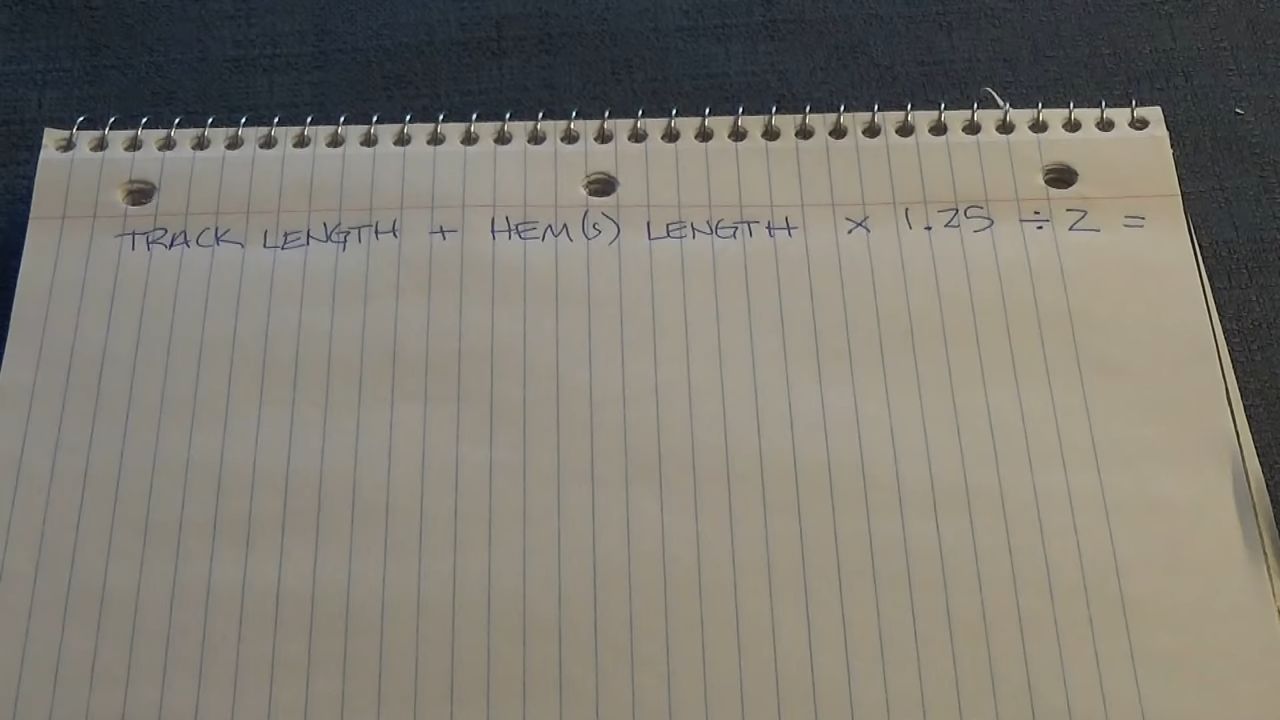 TRACK LENGTH + HEM(S) LENGTH × 1.25 ÷ 2 =